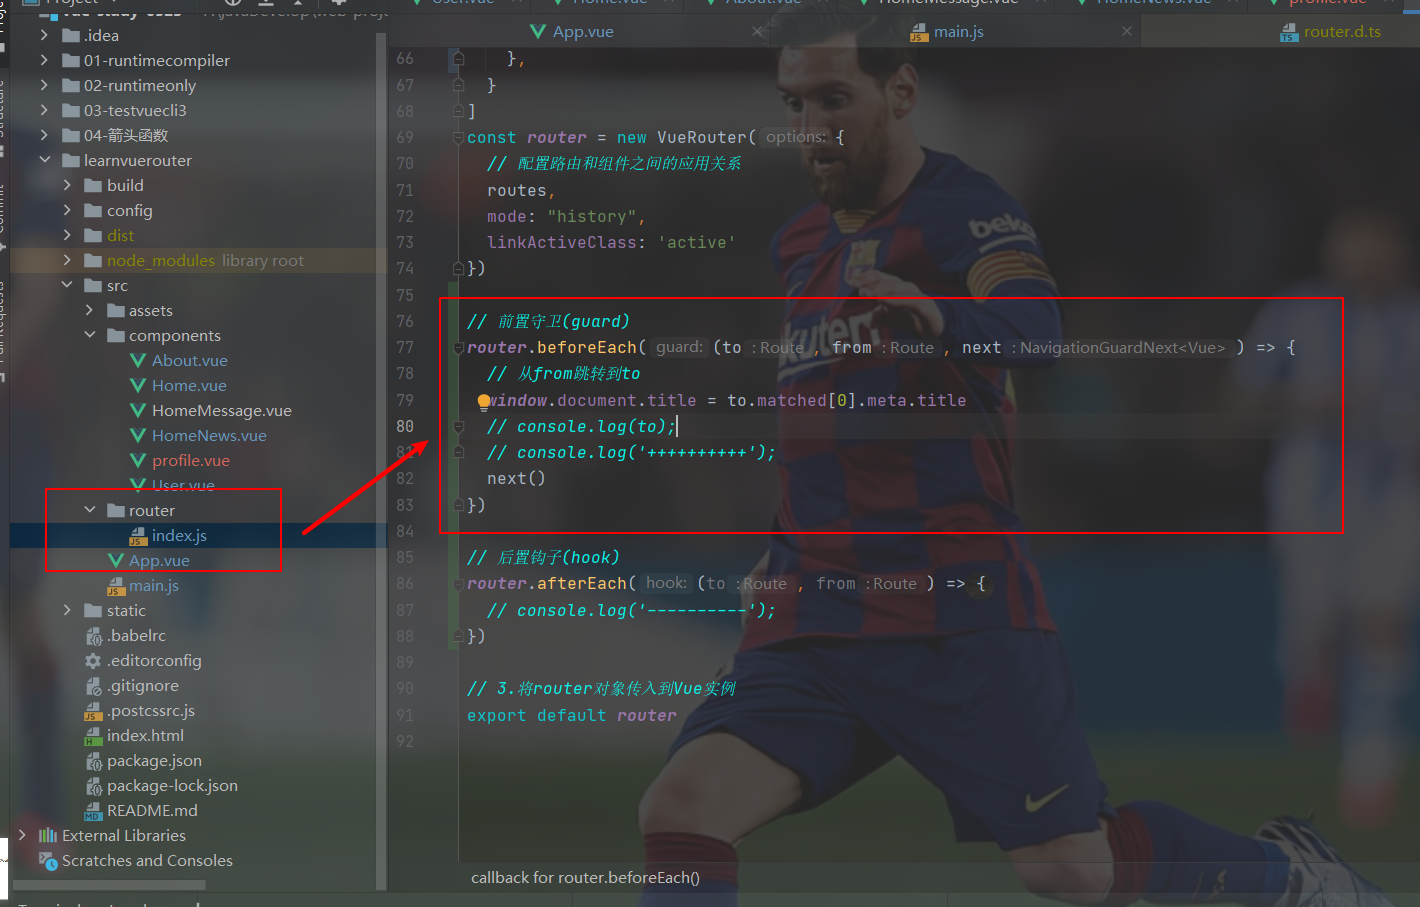 Project
User.vue
Home.vue
About.vue
HomeMessage.vue
HomeNews.vue
profile.vue
App.vue
main.js
router.d.ts
.idea
01-runtimecompiler
02-runtimeonly
03-testvuecli3
04-箭头函数
learnvuerouter
build
config
dist
node_modules library root
src
assets
components
About.vue
Home.vue
HomeMessage.vue
HomeNews.vue
profile.vue
User.vue
router
index.js
App.vue
main.js
static
.babelrc
.editorconfig
.gitignore
.postcssrc.js
index.html
package.json
package-lock.json
README.md
External Libraries
Scratches and Consoles
66 },
67 }
68 ]
69 const router = new VueRouter( options: {
70 // 配置路由和组件之间的应用关系
71 routes,
72 mode: "history",
73 linkActiveClass: 'active'
74 })
75
76 // 前置守卫(guard)
77 router.beforeEach( guard: (to : Route , from : Route , next : NavigationGuardNext<Vue> ) => {
78 // 从from跳转到to
79 window.document.title = to.matched[0].meta.title
80 // console.log(to);
81 // console.log('++++++++++');
82 next()
83 })
84
85 // 后置钩子(hook)
86 router.afterEach( hook: (to : Route , from : Route ) => {
87 // console.log('----------');
88 })
89
90 // 3.将router对象传入到Vue实例
91 export default router
92
beko
callback for router.beforeEach()